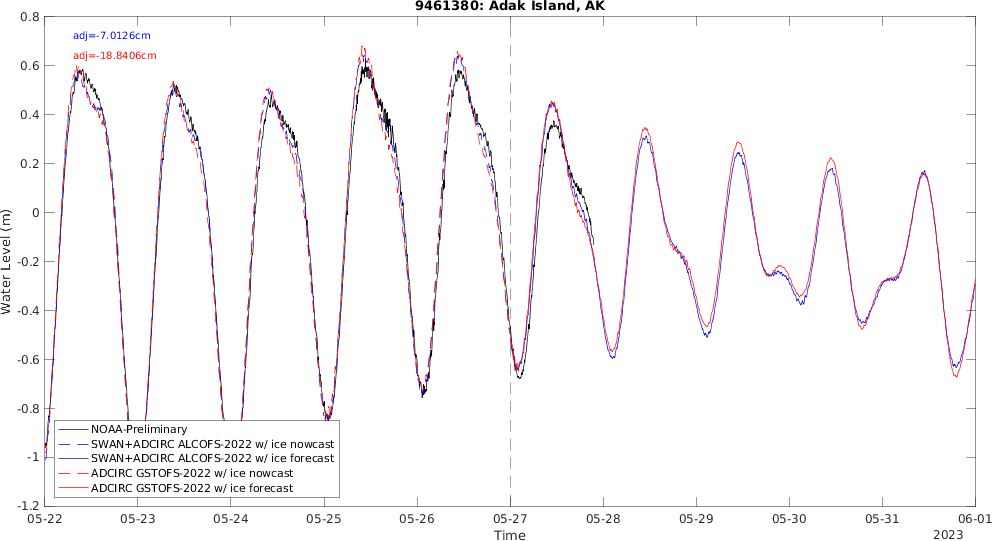 9461380: Adak Island, AK
adj=-7.0126cm
adj=-18.8406cm
0.8
0.6
0.4
0.2
0
-0.2
-0.4
-0.6
-0.8
-1
-1.2
Water Level (m)
NOAA-Preliminary
SWAN+ADCIRC ALCOFS-2022 w/ ice nowcast
SWAN+ADCIRC ALCOFS-2022 w/ ice forecast
ADCIRC GSTOFS-2022 w/ ice nowcast
ADCIRC GSTOFS-2022 w/ ice forecast
05-22 05-23 05-24 05-25 05-26 05-27 05-28 05-29 05-30 05-31 06-01
Time
2023